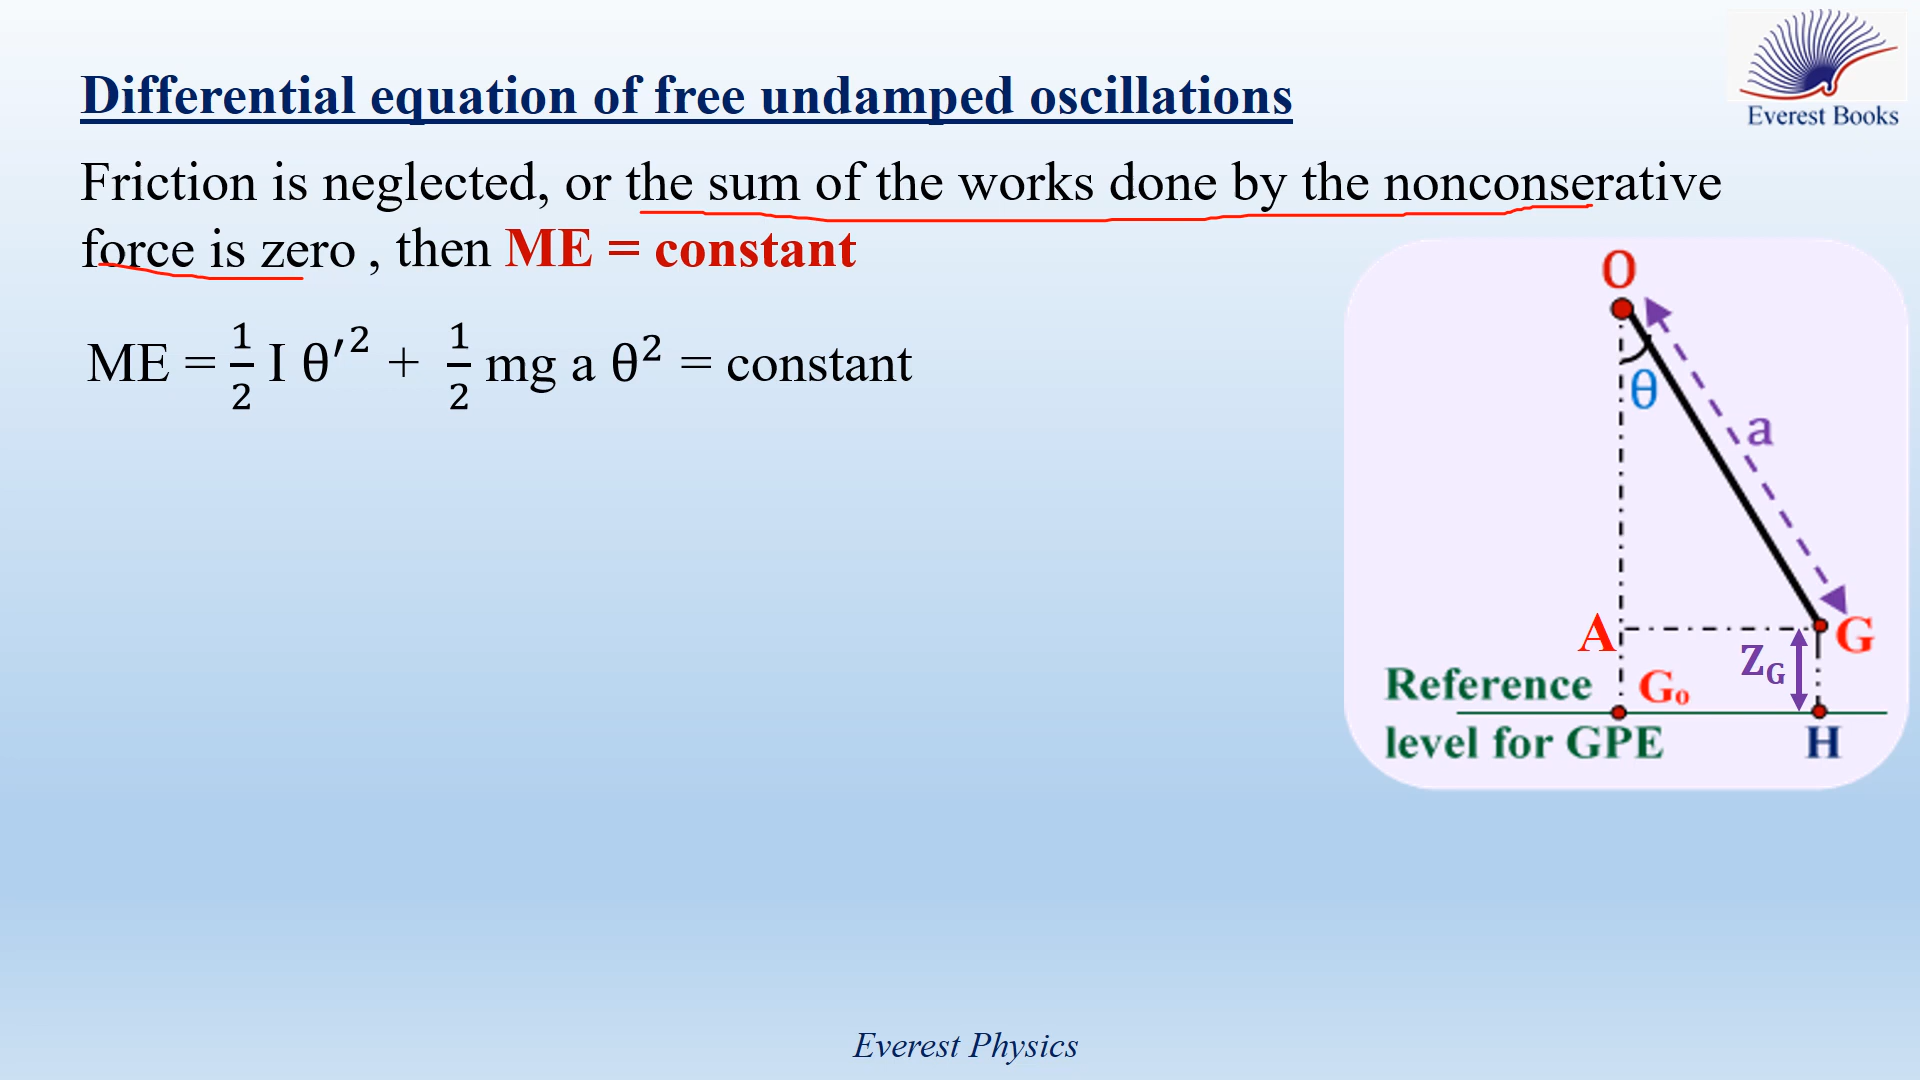 Differential equation of free undamped oscillations
Everest Books
Friction is neglected, or the sum of the works done by the nonconserative
force is zero , then ME = constant
ME = 1/2 I θ′² + 1/2 mg a θ² = constant
O
θ
a
A
G
Z_G
Reference
G₀
level for GPE
H
Everest Physics